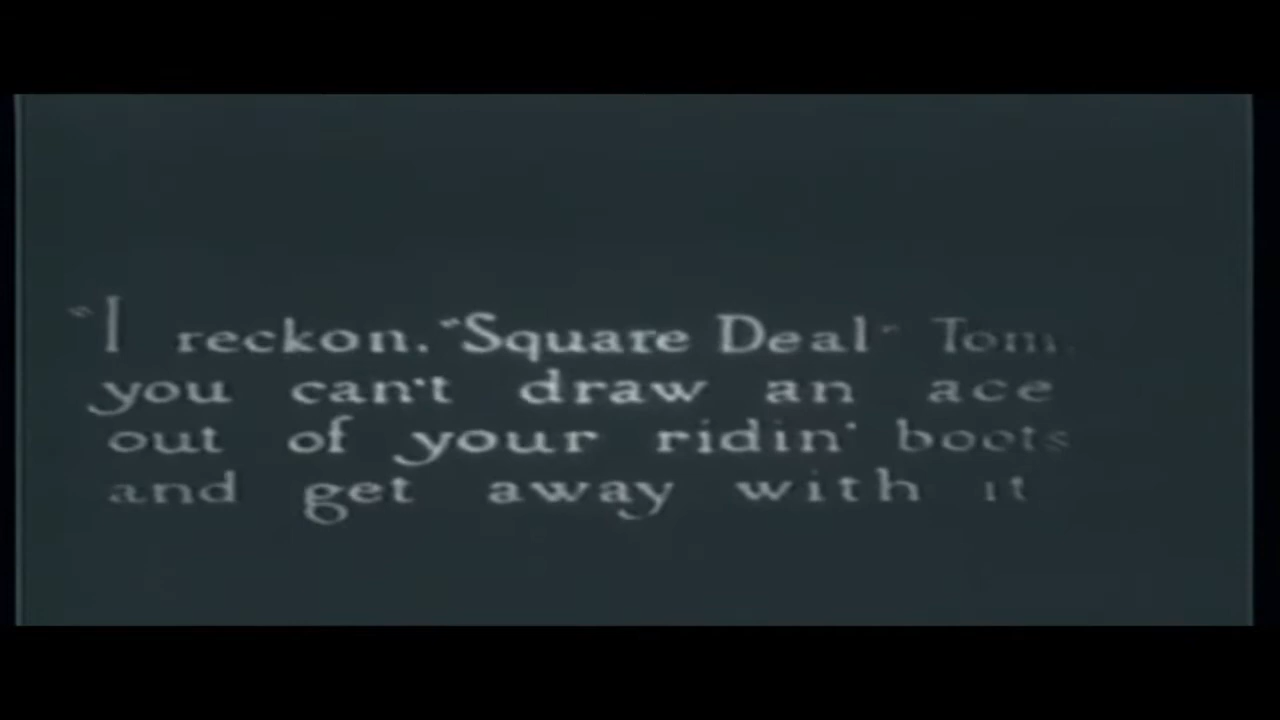 "I reckon, "Square Deal" Tom,
you can't draw an ace
out of your ridin' boots
and get away with it